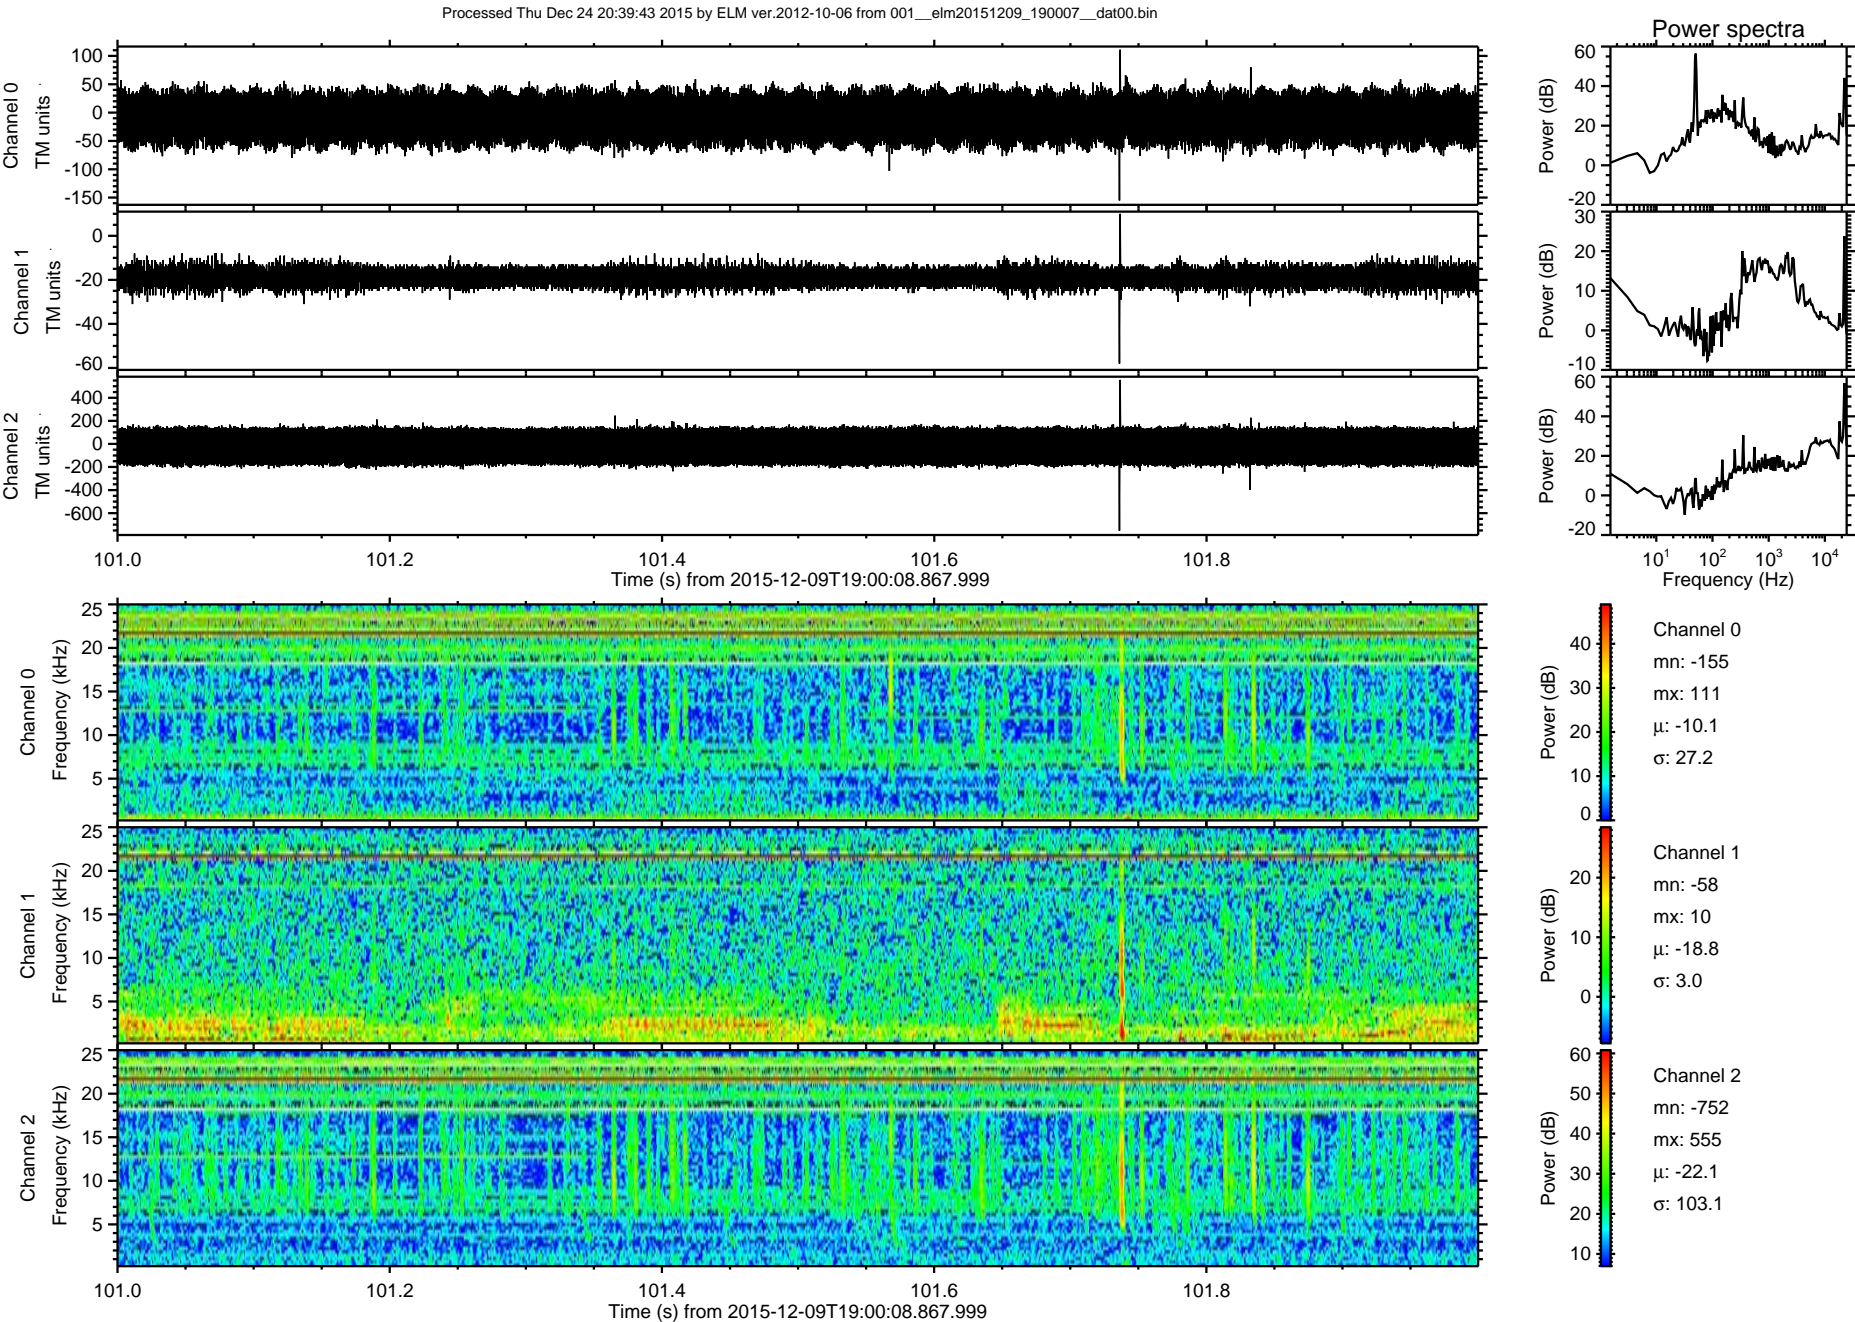 Processed Thu Dec 24 20:39:43 2015 by ELM ver.2012-10-06 from 001__elm20151209_190007__dat00.bin
Power spectra
Channel 0
TM units
100
50
0
-50
-100
-150
Power (dB)
60
40
20
0
-20
Channel 1
TM units
0
-20
-40
-60
Power (dB)
30
20
10
0
-10
Channel 2
TM units
400
200
0
-200
-400
-600
Power (dB)
60
40
20
0
-20
101.0 101.2 101.4 101.6 101.8
Time (s) from 2015-12-09T19:00:08.867.999
10^1 10^2 10^3 10^4
Frequency (Hz)
Channel 0
Frequency (kHz)
25
20
15
10
5
Power (dB)
40
30
20
10
0
Channel 0
mn: -155
mx: 111
μ: -10.1
σ: 27.2
Channel 1
Frequency (kHz)
25
20
15
10
5
Power (dB)
20
10
0
Channel 1
mn: -58
mx: 10
μ: -18.8
σ: 3.0
Channel 2
Frequency (kHz)
25
20
15
10
5
Power (dB)
60
50
40
30
20
10
Channel 2
mn: -752
mx: 555
μ: -22.1
σ: 103.1
101.0 101.2 101.4 101.6 101.8
Time (s) from 2015-12-09T19:00:08.867.999